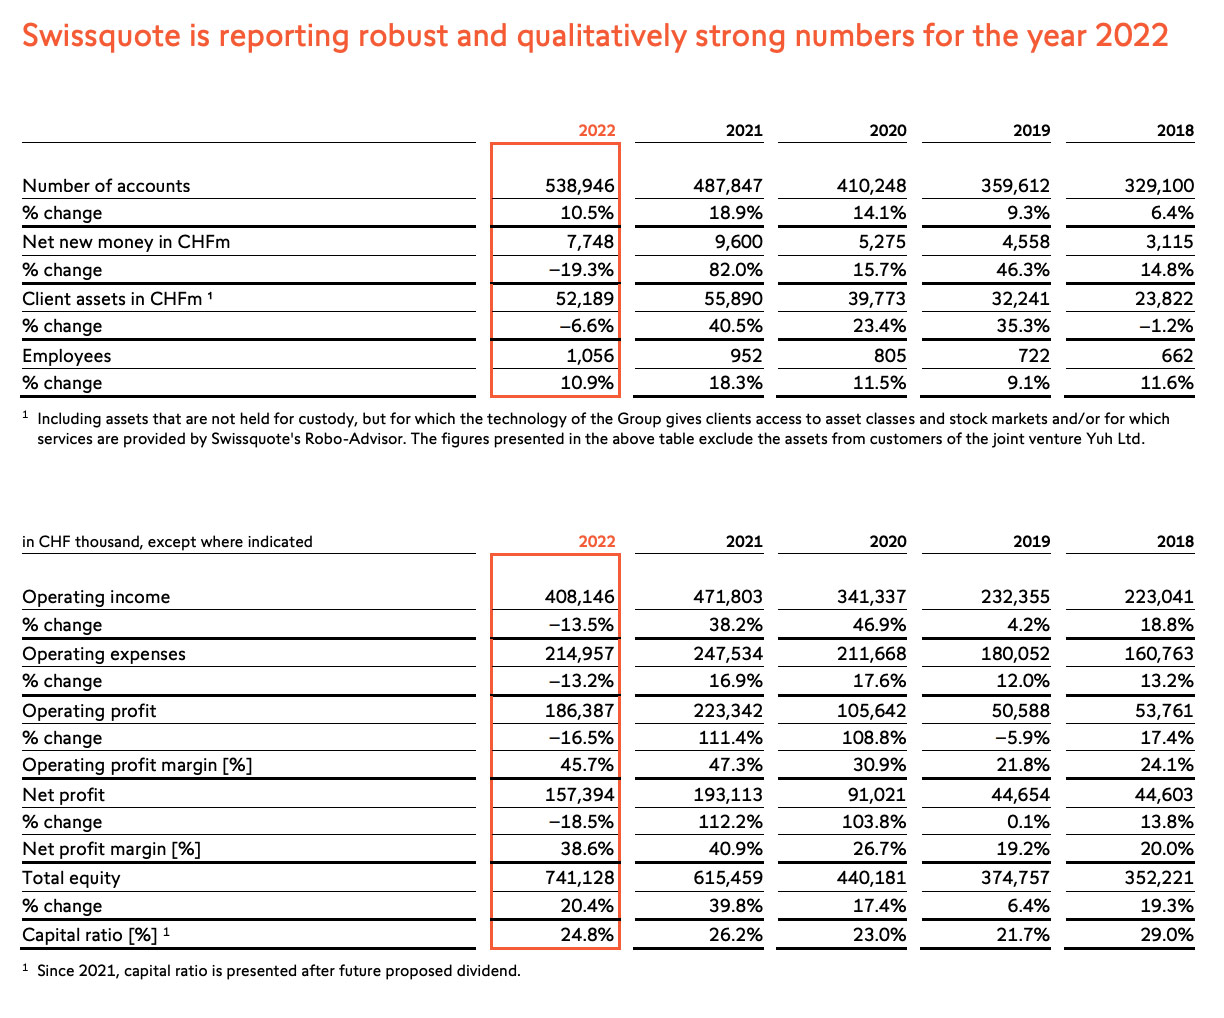 Swissquote is reporting robust and qualitatively strong numbers for the year 2022
2022 2021 2020 2019 2018
Number of accounts 538,946 487,847 410,248 359,612 329,100
% change 10.5% 18.9% 14.1% 9.3% 6.4%
Net new money in CHFm 7,748 9,600 5,275 4,558 3,115
% change –19.3% 82.0% 15.7% 46.3% 14.8%
Client assets in CHFm ¹ 52,189 55,890 39,773 32,241 23,822
% change –6.6% 40.5% 23.4% 35.3% –1.2%
Employees 1,056 952 805 722 662
% change 10.9% 18.3% 11.5% 9.1% 11.6%
¹ Including assets that are not held for custody, but for which the technology of the Group gives clients access to asset classes and stock markets and/or for which
services are provided by Swissquote's Robo-Advisor. The figures presented in the above table exclude the assets from customers of the joint venture Yuh Ltd.
in CHF thousand, except where indicated 2022 2021 2020 2019 2018
Operating income 408,146 471,803 341,337 232,355 223,041
% change –13.5% 38.2% 46.9% 4.2% 18.8%
Operating expenses 214,957 247,534 211,668 180,052 160,763
% change –13.2% 16.9% 17.6% 12.0% 13.2%
Operating profit 186,387 223,342 105,642 50,588 53,761
% change –16.5% 111.4% 108.8% –5.9% 17.4%
Operating profit margin [%] 45.7% 47.3% 30.9% 21.8% 24.1%
Net profit 157,394 193,113 91,021 44,654 44,603
% change –18.5% 112.2% 103.8% 0.1% 13.8%
Net profit margin [%] 38.6% 40.9% 26.7% 19.2% 20.0%
Total equity 741,128 615,459 440,181 374,757 352,221
% change 20.4% 39.8% 17.4% 6.4% 19.3%
Capital ratio [%] ¹ 24.8% 26.2% 23.0% 21.7% 29.0%
¹ Since 2021, capital ratio is presented after future proposed dividend.